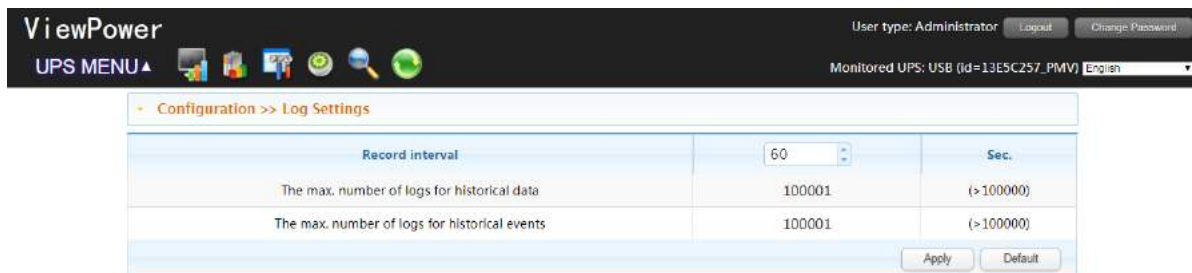 ViewPower
User type: Administrator Logout Change Password
UPS MENU▲
Monitored UPS: USB (id=13E5C257_PMV) English
Configuration >> Log Settings
Record interval 60 Sec.
The max. number of logs for historical data 100001 (>100000)
The max. number of logs for historical events 100001 (>100000)
Apply Default